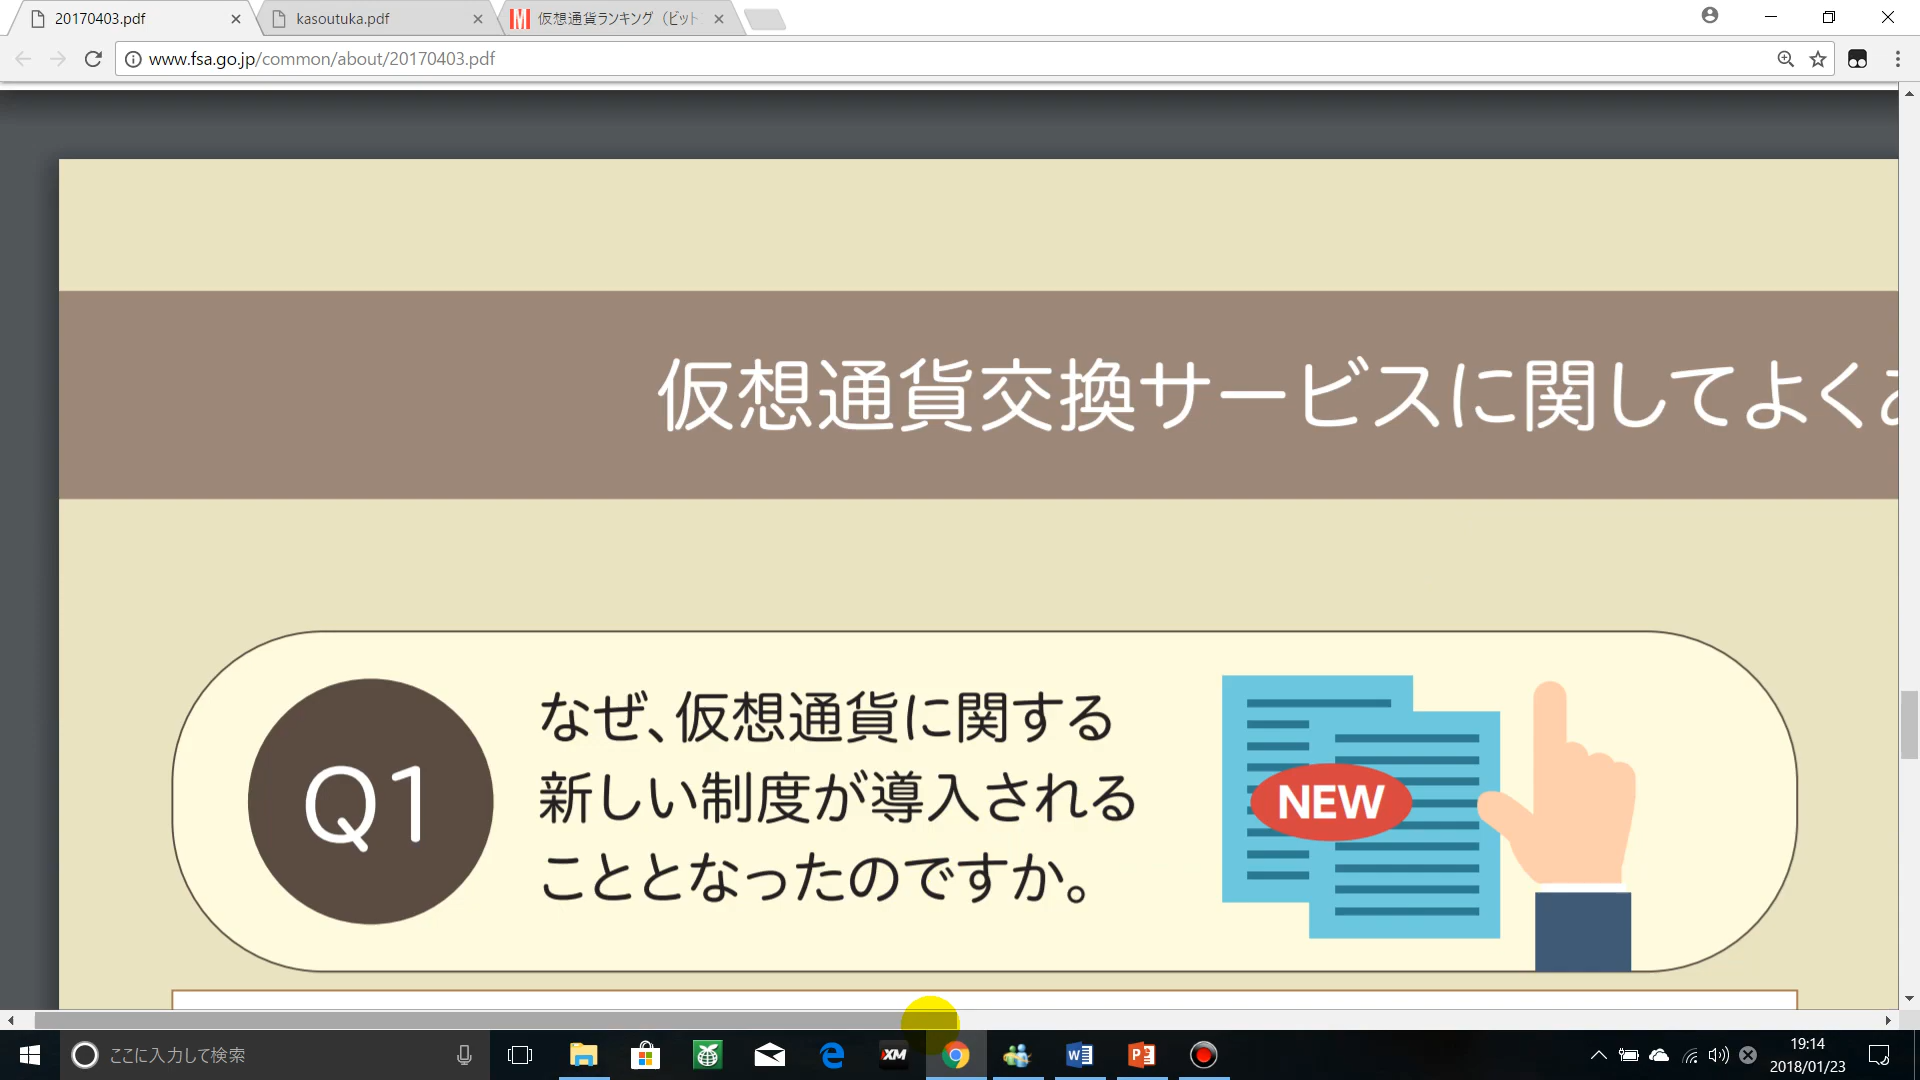 20170403.pdf
kasoutuka.pdf
仮想通貨ランキング（ビット
www.fsa.go.jp/common/about/20170403.pdf
仮想通貨交換サービスに関してよくあ
Q1
なぜ、仮想通貨に関する
新しい制度が導入される
こととなったのですか。
NEW
ここに入力して検索
XM
19:14
2018/01/23